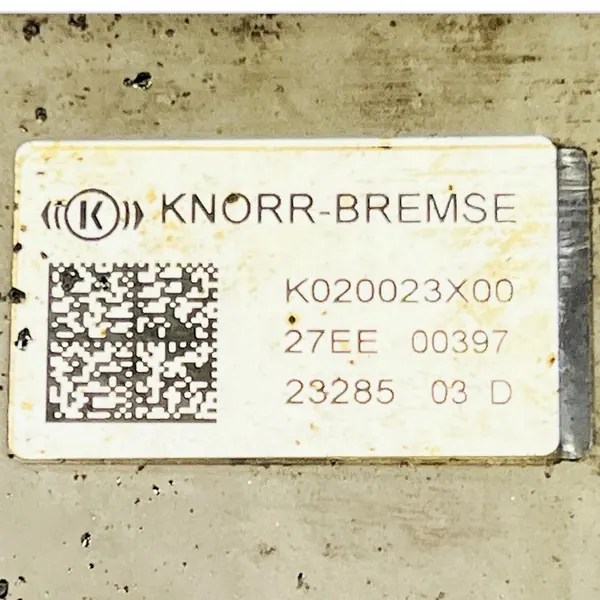 K KNORR-BREMSE
K020023X00
27EE 00397
23285 03 D